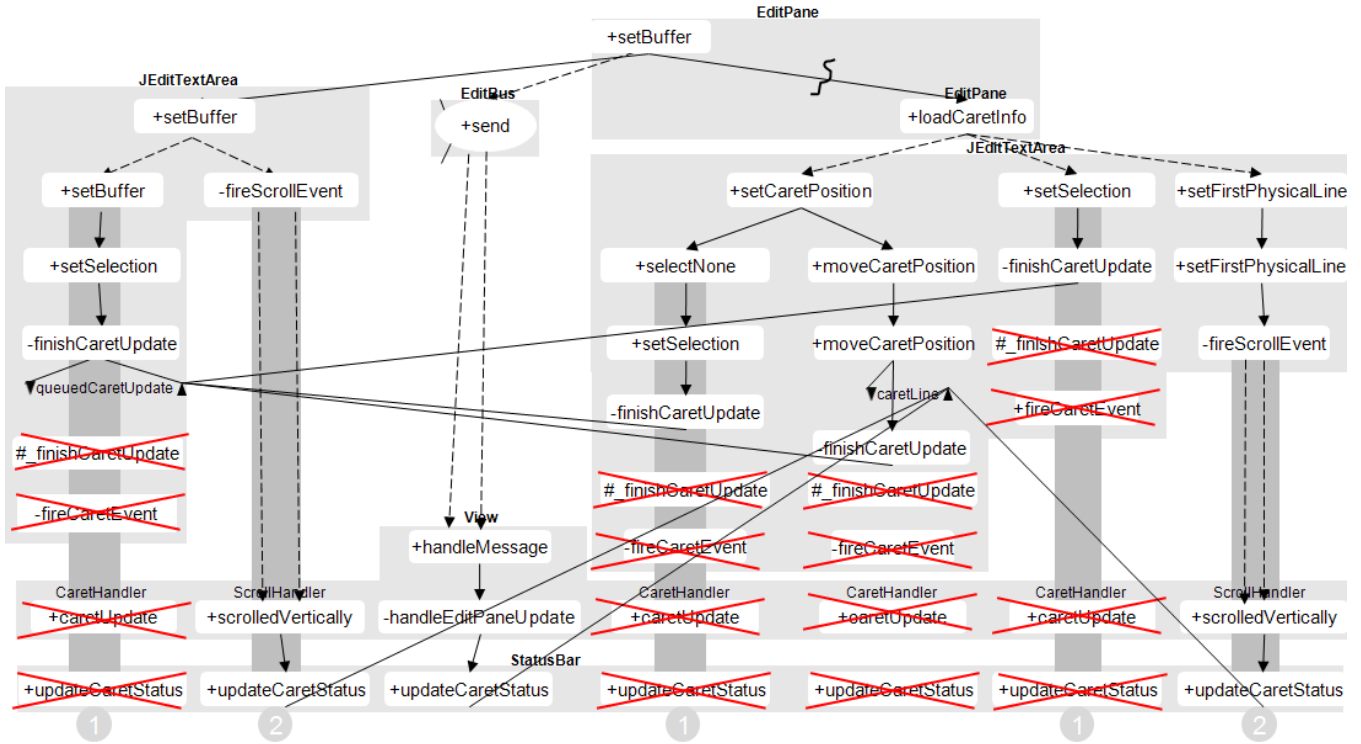 EditPane
+setBuffer
JEditTextArea
EditBus
EditPane
+setBuffer
+send
+loadCaretInfo
JEditTextArea
+setBuffer
-fireScrollEvent
+setCaretPosition
+setSelection
+setFirstPhysicalLine
+setSelection
+selectNone
+moveCaretPosition
-finishCaretUpdate
+setFirstPhysicalLine
-finishCaretUpdate
+setSelection
+moveCaretPosition
#_finishCaretUpdate
-fireScrollEvent
queuedCaretUpdate
caretLine
-finishCaretUpdate
+fireCaretEvent
#_finishCaretUpdate
-finishCaretUpdate
#_finishCaretUpdate
#_finishCaretUpdate
-fireCaretEvent
View
+handleMessage
-fireCaretEvent
-fireCaretEvent
CaretHandler
ScrollHandler
CaretHandler
CaretHandler
CaretHandler
ScrollHandler
+caretUpdate
+scrolledVertically
-handleEditPaneUpdate
+caretUpdate
+caretUpdate
+caretUpdate
+scrolledVertically
StatusBar
+updateCaretStatus
+updateCaretStatus
+updateCaretStatus
+updateCaretStatus
+updateCaretStatus
+updateCaretStatus
+updateCaretStatus
1
2
1
1
2